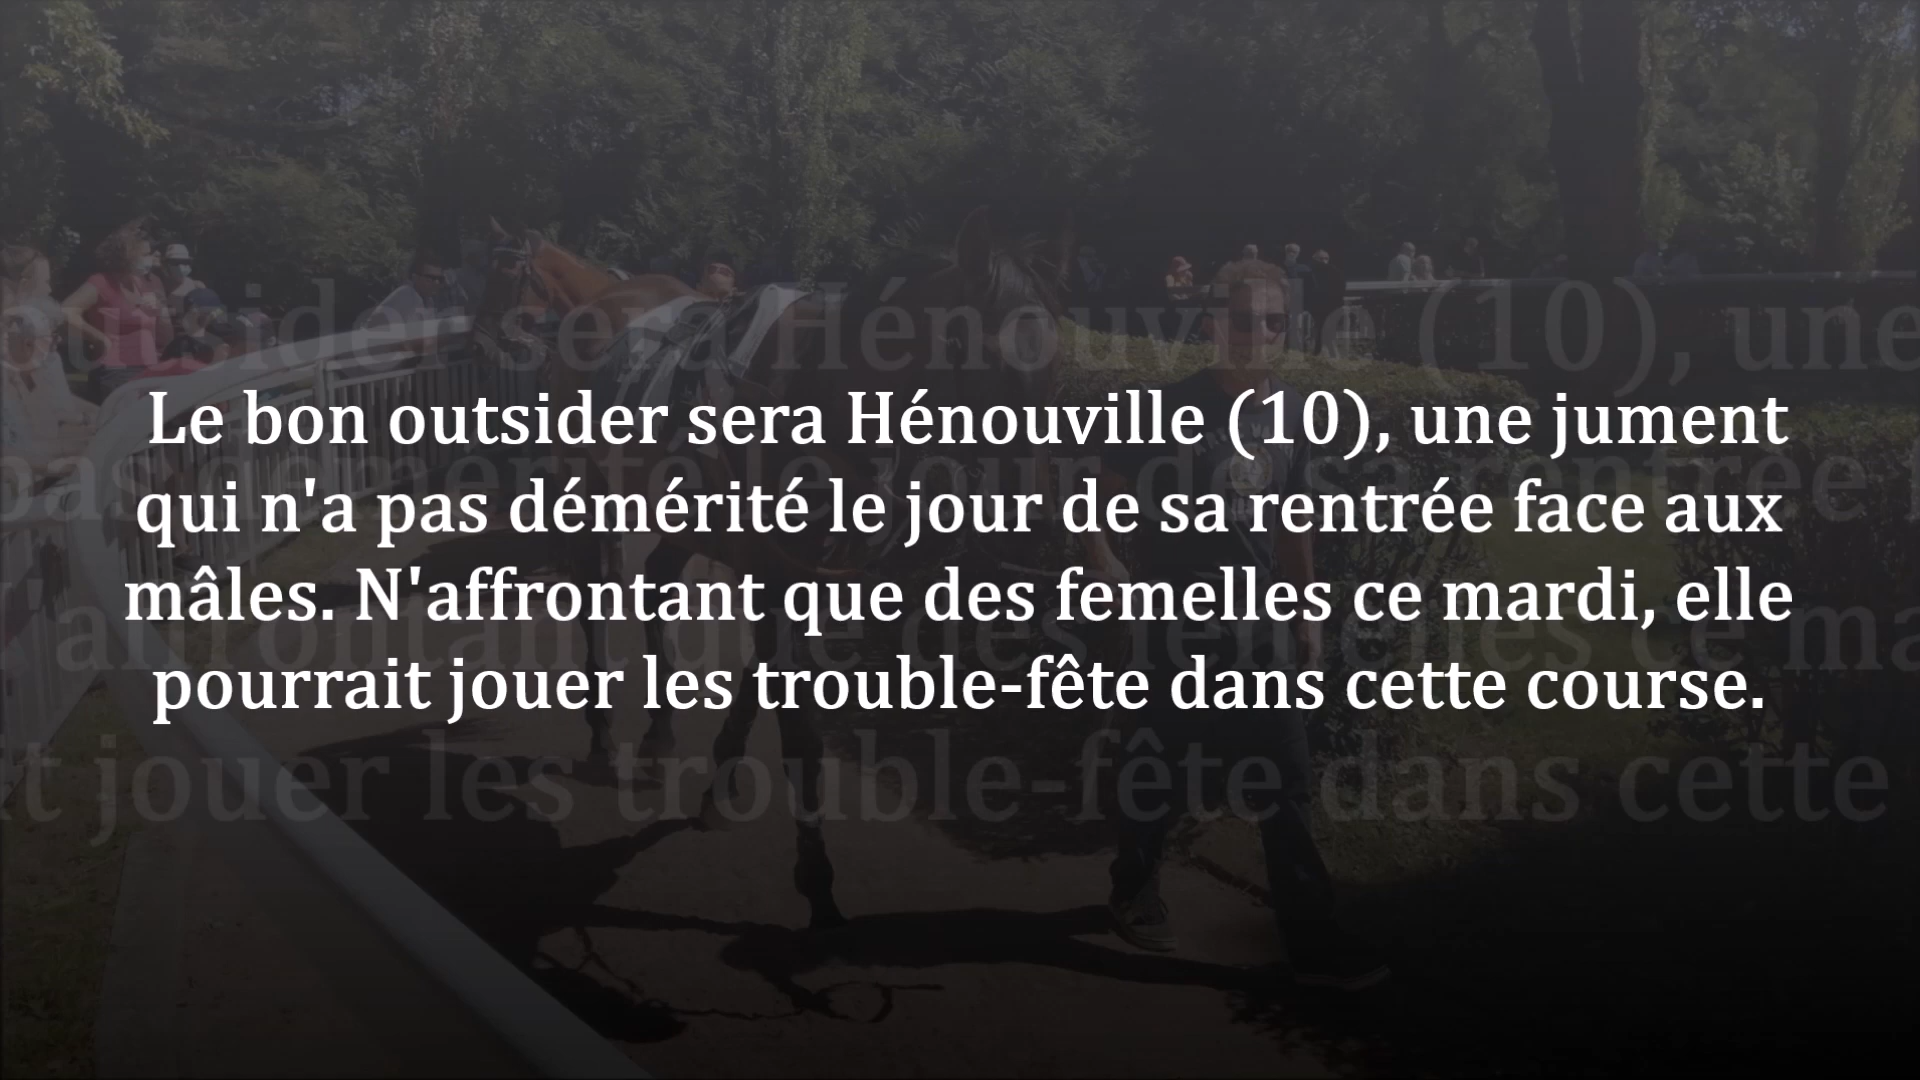 Le bon outsider sera Hénouville (10), une jument
qui n'a pas démérité le jour de sa rentrée face aux
mâles. N'affrontant que des femelles ce mardi, elle
pourrait jouer les trouble-fête dans cette course.